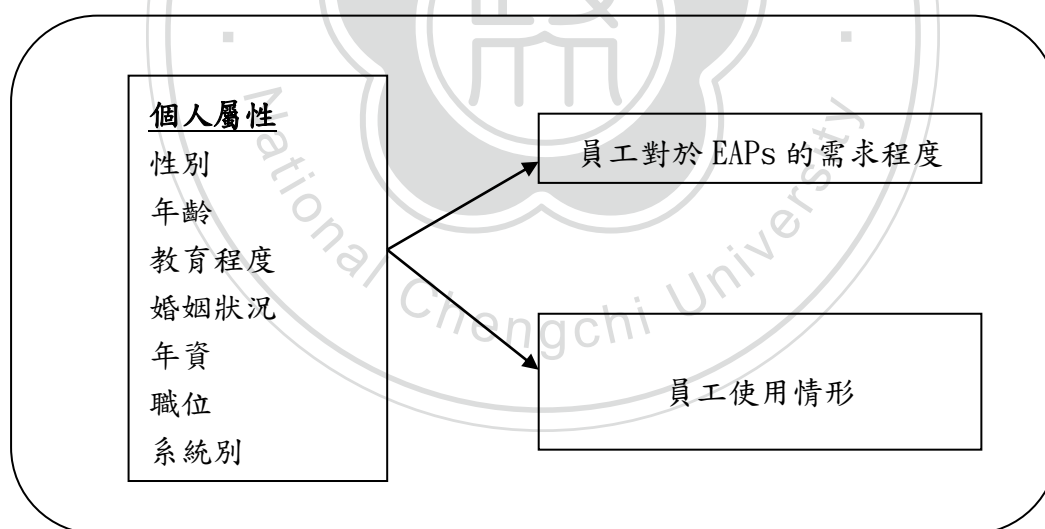 個人屬性
性別
年齡
教育程度
婚姻狀況
年資
職位
系統別
員工對於 EAPs 的需求程度
員工使用情形
National Chengchi University